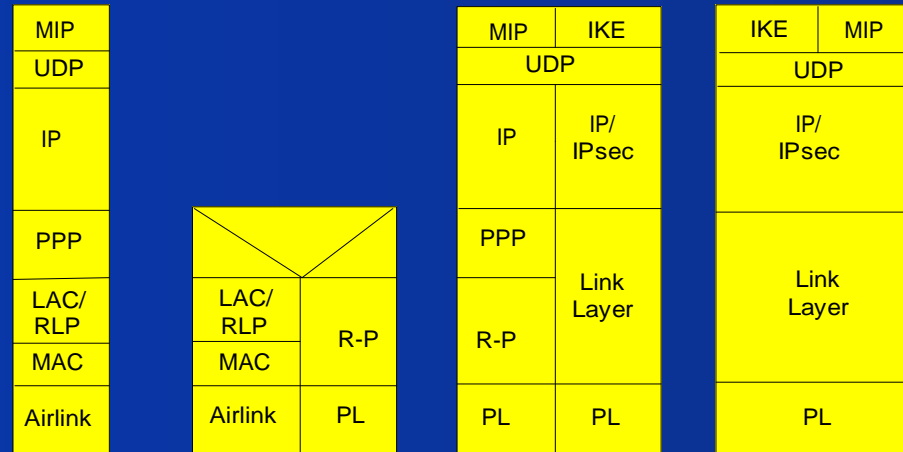 MIP
UDP
IP
PPP
LAC/
RLP
MAC
Airlink
LAC/
RLP
MAC
R-P
Airlink
PL
MIP
IKE
UDP
IP
IP/
IPsec
PPP
R-P
Link
Layer
PL
PL
IKE
MIP
UDP
IP/
IPsec
Link
Layer
PL